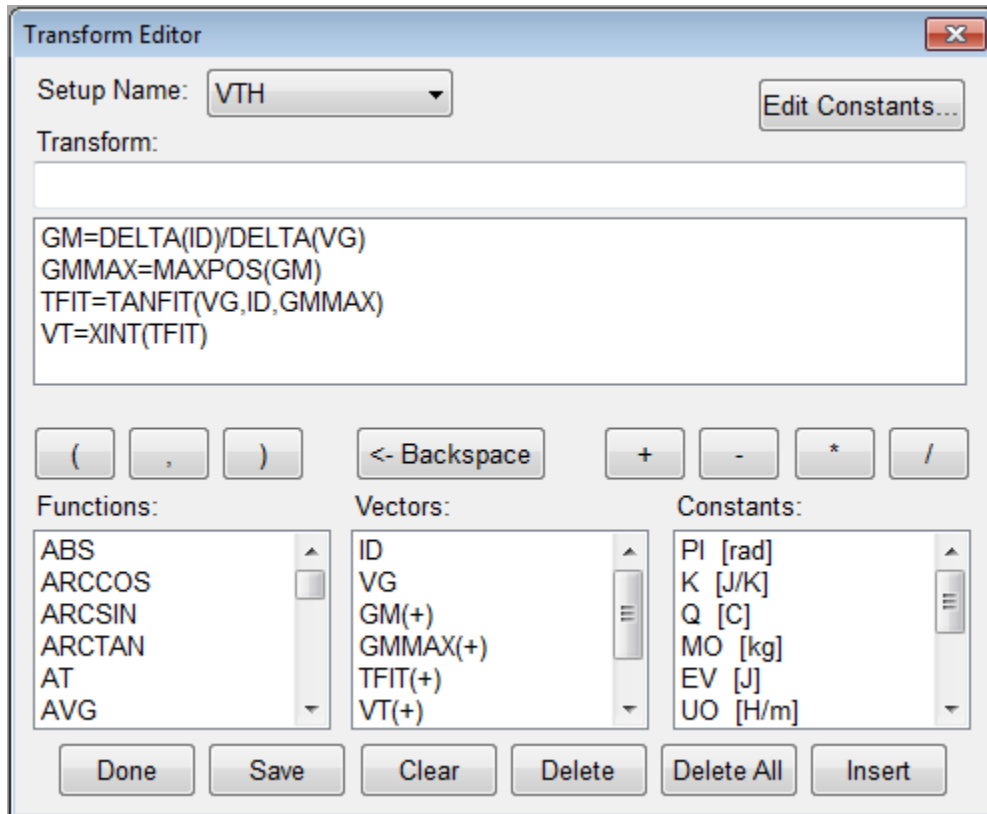 Transform Editor
Setup Name: VTH Edit Constants...
Transform:
GM=DELTA(ID)/DELTA(VG)
GMMAX=MAXPOS(GM)
TFIT=TANFIT(VG,ID,GMMAX)
VT=XINT(TFIT)
( , ) <- Backspace + - * /
Functions: Vectors: Constants:
ABS ID PI [rad]
ARCCOS VG K [J/K]
ARCSIN GM(+) Q [C]
ARCTAN GMMAX(+) MO [kg]
AT TFIT(+) EV [J]
AVG VT(+) UO [H/m]
Done Save Clear Delete Delete All Insert